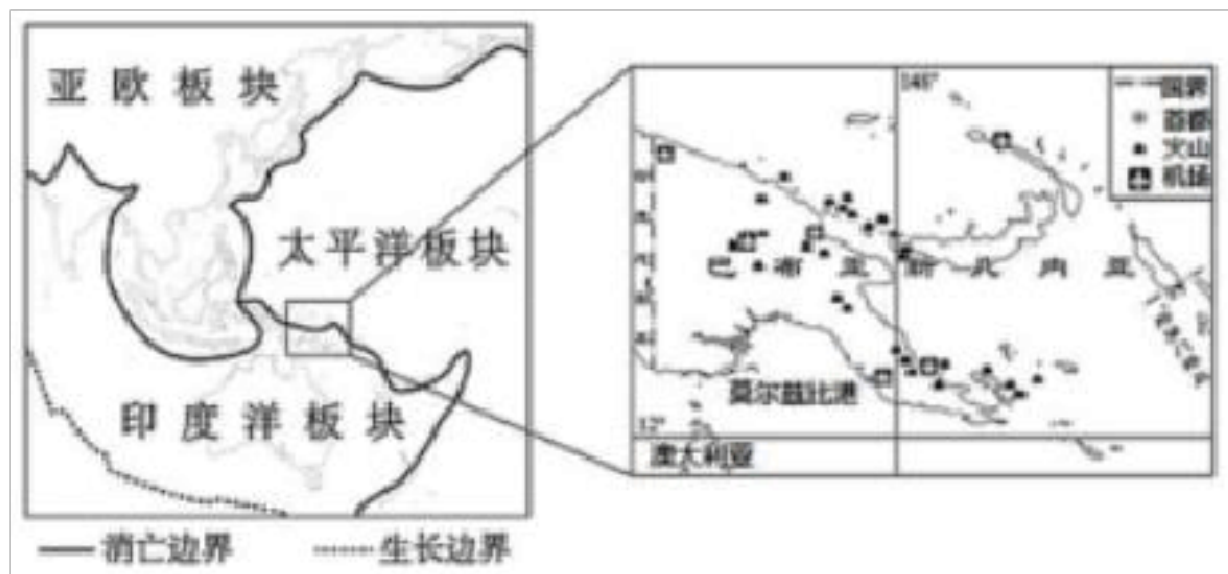 亚欧板块
太平洋板块
印度洋板块
消亡边界
生长边界
国界
首都
火山
机场
巴布亚新几内亚
莫尔兹比港
12°
澳大利亚